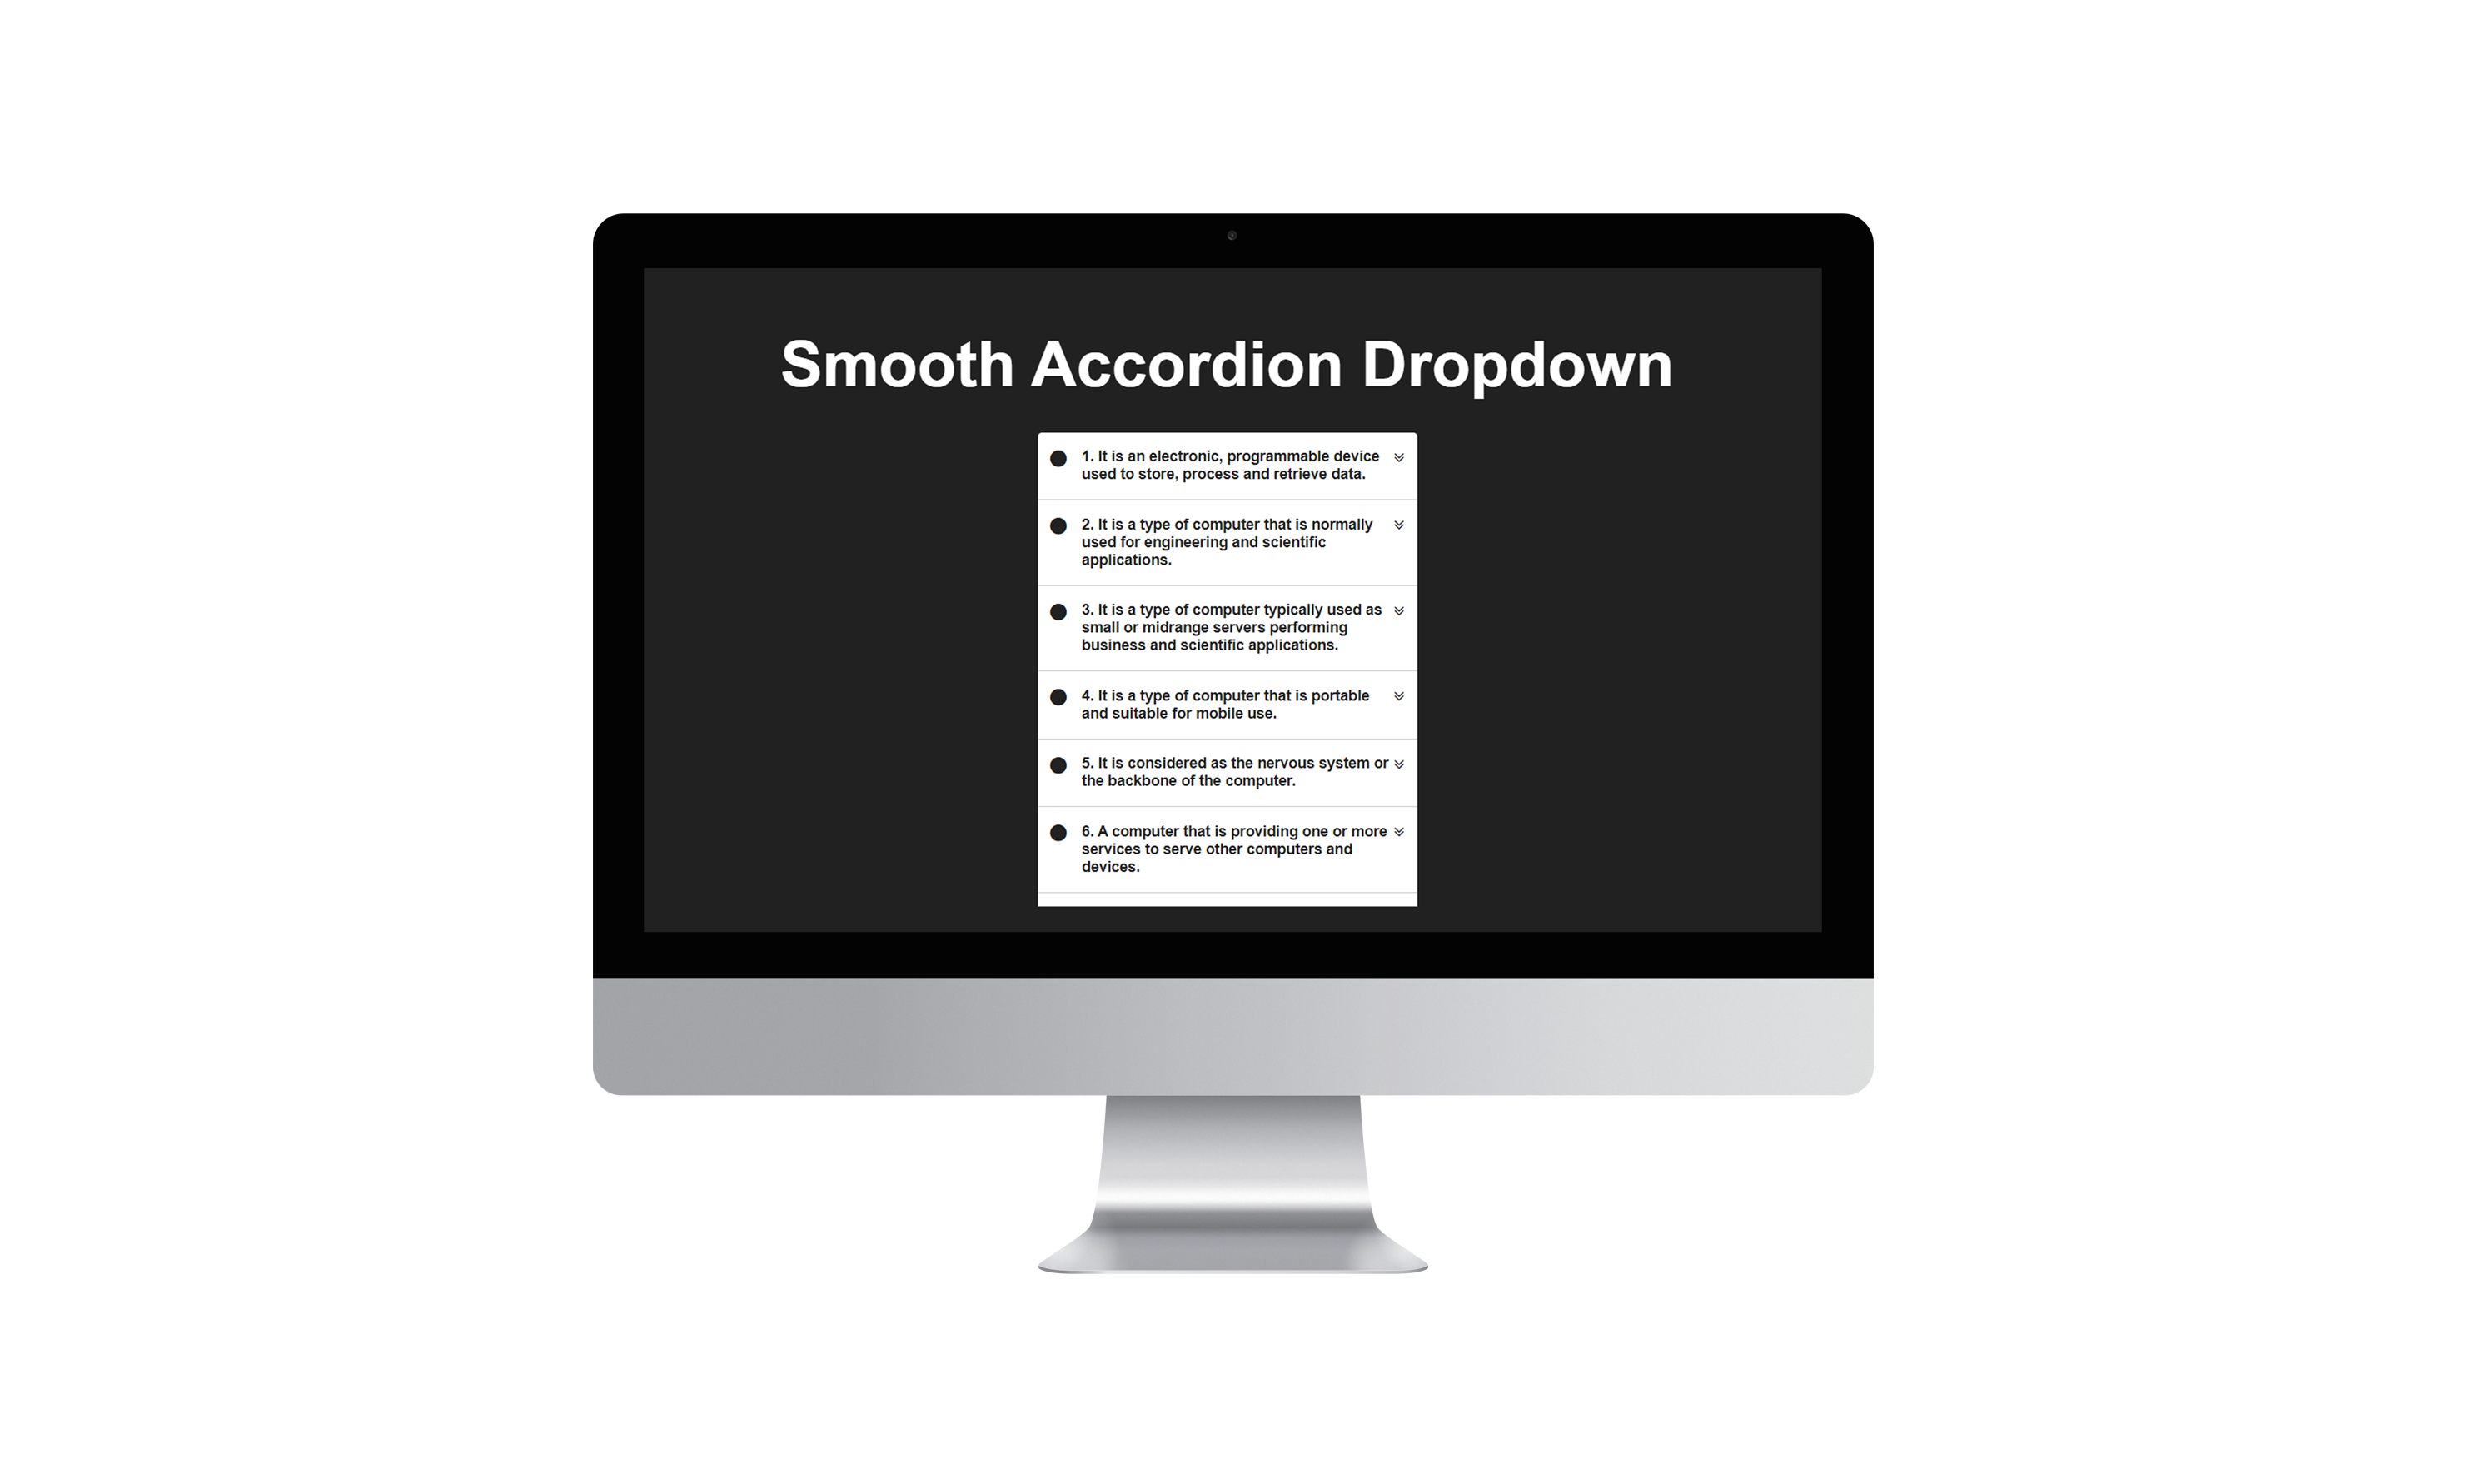 Smooth Accordion Dropdown
1. It is an electronic, programmable device
used to store, process and retrieve data.
2. It is a type of computer that is normally
used for engineering and scientific
applications.
3. It is a type of computer typically used as
small or midrange servers performing
business and scientific applications.
4. It is a type of computer that is portable
and suitable for mobile use.
5. It is considered as the nervous system or
the backbone of the computer.
6. A computer that is providing one or more
services to serve other computers and
devices.